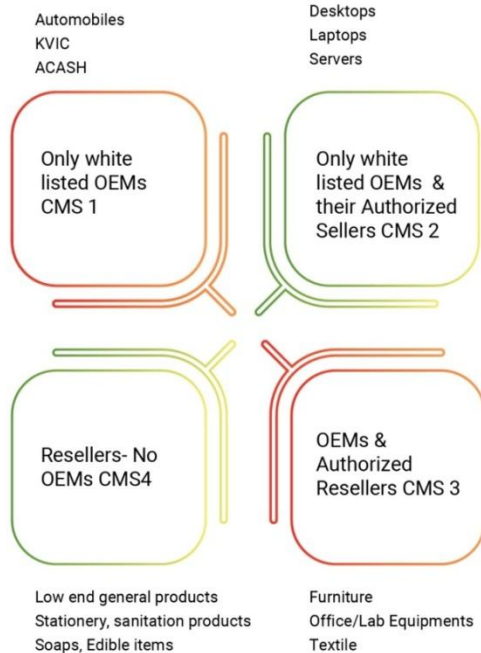 Automobiles
KVIC
ACASH
Desktops
Laptops
Servers
Only white
listed OEMs
CMS 1
Only white
listed OEMs &
their Authorized
Sellers CMS 2
Resellers- No
OEMs CMS4
OEMs &
Authorized
Resellers CMS 3
Low end general products
Stationery, sanitation products
Soaps, Edible items
Furniture
Office/Lab Equipments
Textile